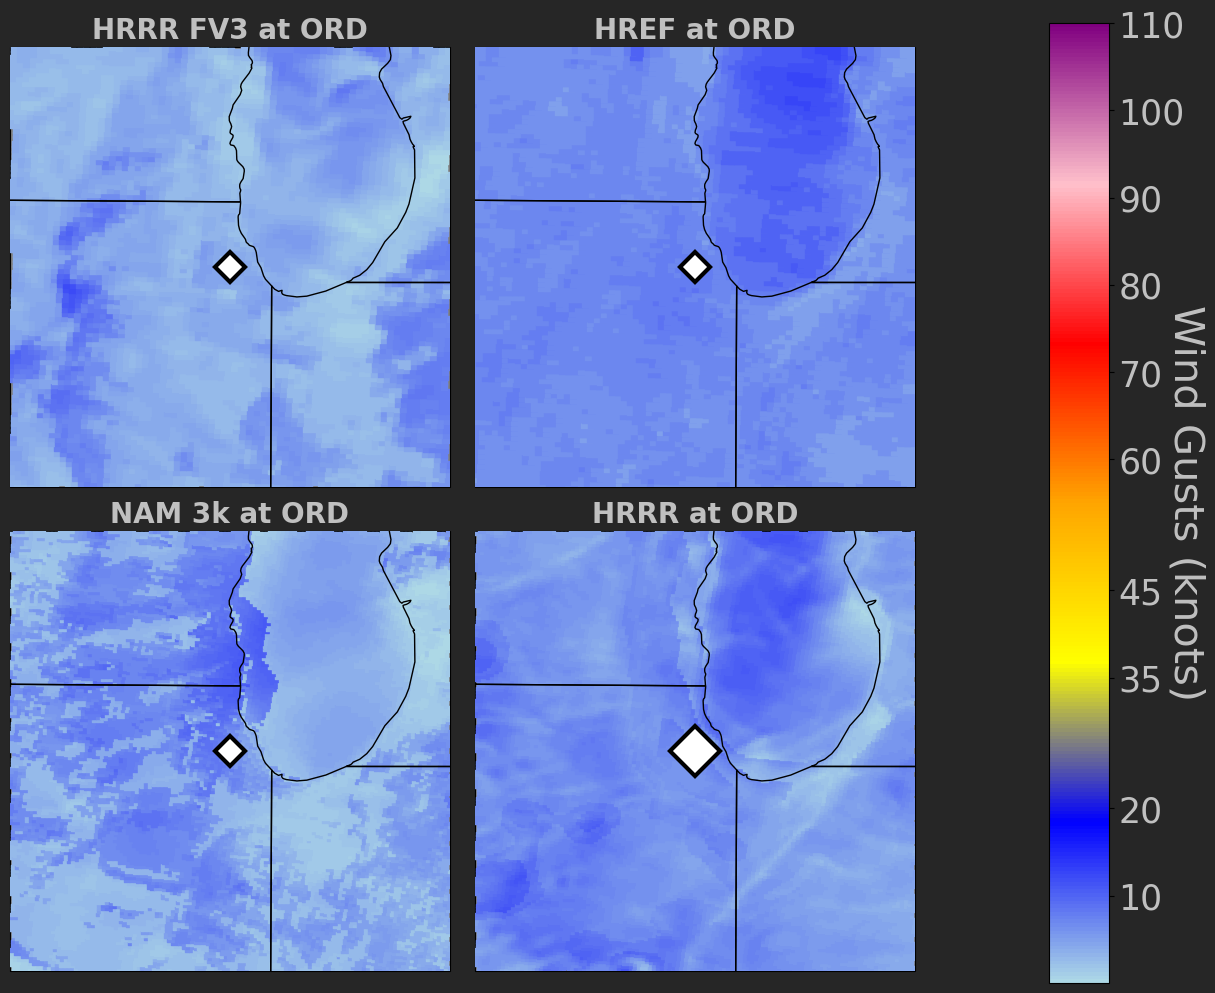 HRRR FV3 at ORD
HREF at ORD
NAM 3k at ORD
HRRR at ORD
110
100
90
80
70
60
45
35
20
10
Wind Gusts (knots)